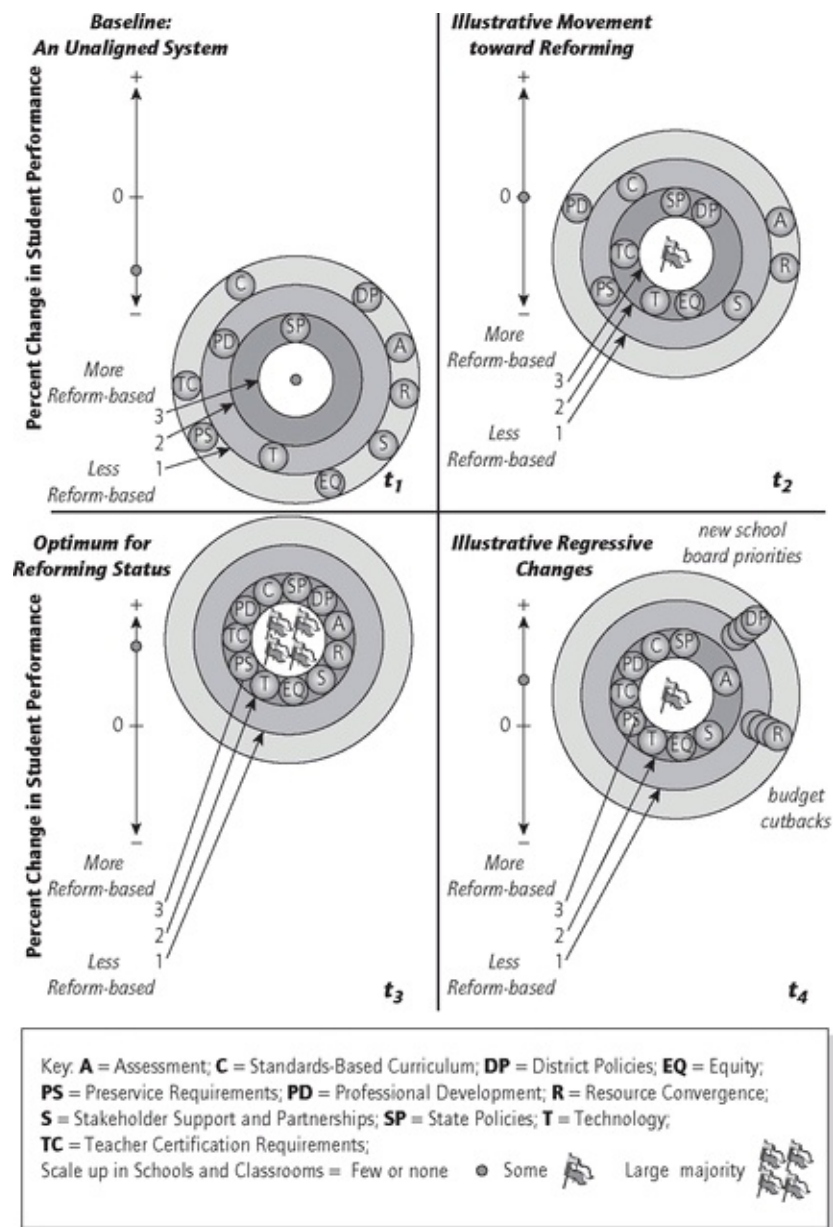 Baseline:
An Unaligned System
Percent Change in Student Performance
+
0
−
C
DP
PD
SP
A
TC
R
PS
T
S
EQ
More
Reform-based
3
2
1
Less
Reform-based
t1
Illustrative Movement
toward Reforming
+
0
−
C
SP
DP
PD
A
TC
R
PS
T
EQ
S
More
Reform-based
3
2
1
Less
Reform-based
t2
Optimum for
Reforming Status
Percent Change in Student Performance
+
0
−
C
SP
DP
PD
A
TC
R
PS
S
T
EQ
More
Reform-based
3
2
1
Less
Reform-based
t3
Illustrative Regressive
Changes
new school
board priorities
+
0
−
DP
C
SP
PD
A
TC
PS
R
T
EQ
S
budget
cutbacks
More
Reform-based
3
2
1
Less
Reform-based
t4
Key: A = Assessment; C = Standards-Based Curriculum; DP = District Policies; EQ = Equity;
PS = Preservice Requirements; PD = Professional Development; R = Resource Convergence;
S = Stakeholder Support and Partnerships; SP = State Policies; T = Technology;
TC = Teacher Certification Requirements;
Scale up in Schools and Classrooms = Few or none Some Large majority